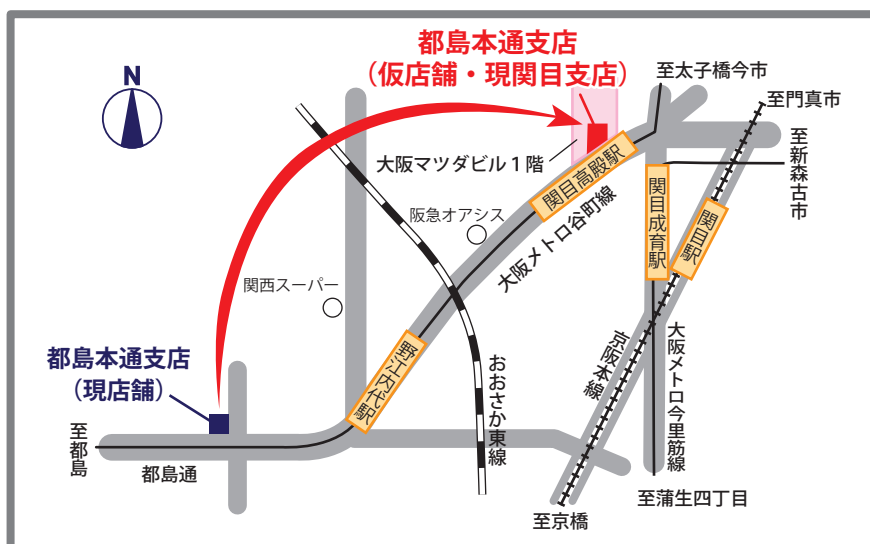 都島本通支店
（仮店舗・現関目支店）
至太子橋今市
至門真市
N
至新森古市
大阪マツダビル１階
関目高殿駅
関目成育駅
関目駅
阪急オアシス
大阪メトロ谷町線
関西スーパー
都島本通支店
（現店舗）
野江内代駅
おおさか東線
京阪本線
大阪メトロ今里筋線
至都島
都島通
至蒲生四丁目
至京橋